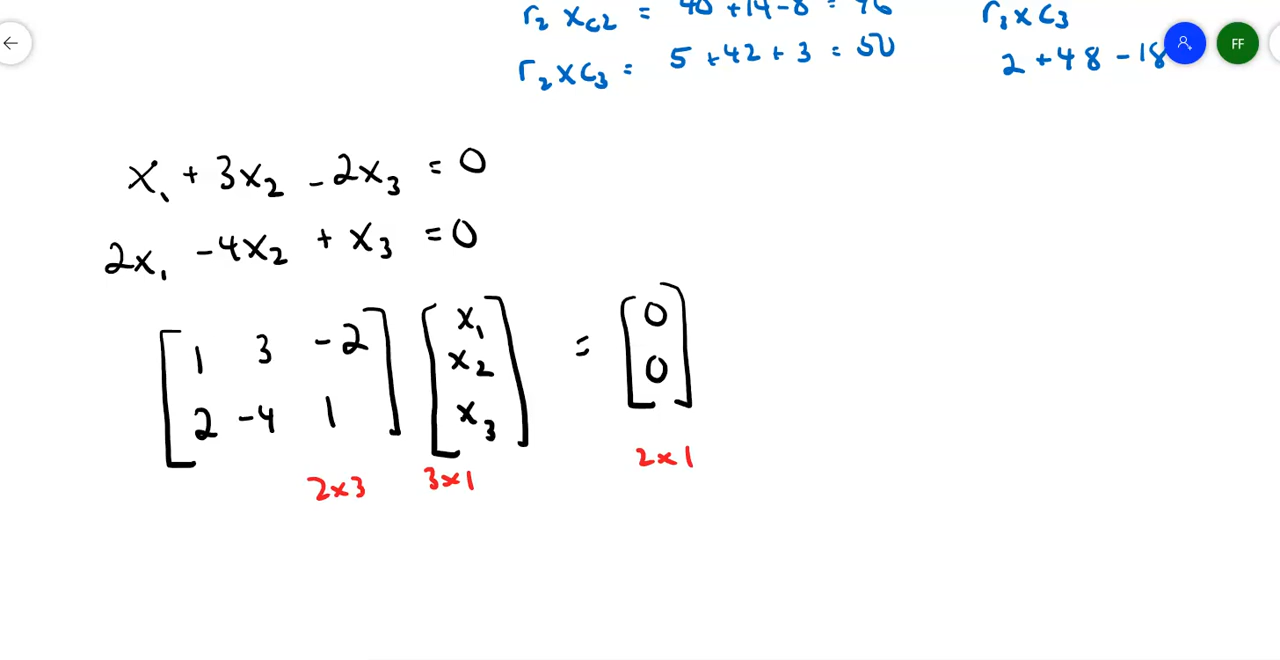 r₂ x c2 = 40 + 14 - 8 = 46
r₃ x c₃
r₂ x c₃ = 5 + 42 + 3 = 50
2 + 48 - 18
FF
x₁ + 3x₂ - 2x₃ = 0
2x₁ - 4x₂ + x₃ = 0
[1 3 -2] [x₁] = [0]
[2 -4 1] [x₂] [0]
[x₃]
2x3 3x1 2x1